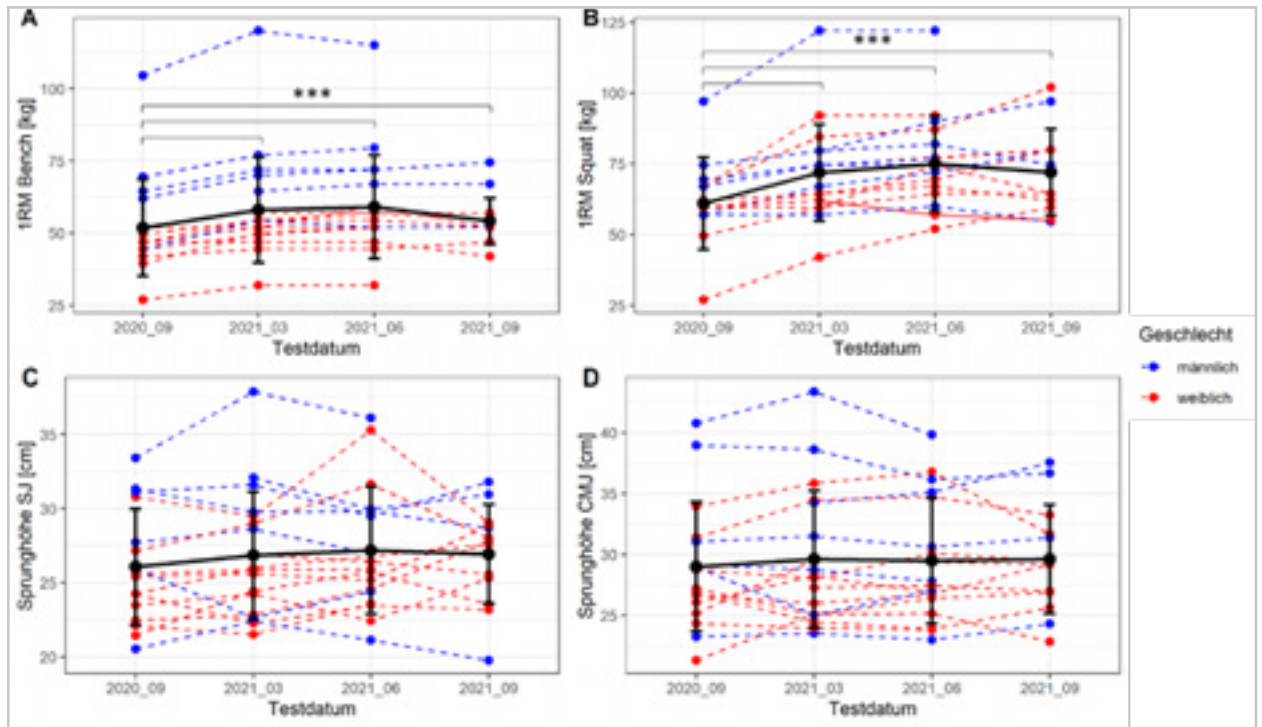 A
1RM Bench [kg]
100
75
50
25
***
2020_09 2021_03 2021_06 2021_09
Testdatum
B
1RM Squat [kg]
125
100
75
50
25
***
2020_09 2021_03 2021_06 2021_09
Testdatum
Geschlecht
männlich
weiblich
C
Sprunghöhe SJ [cm]
35
30
25
20
2020_09 2021_03 2021_06 2021_09
Testdatum
D
Sprunghöhe CMJ [cm]
40
35
30
25
2020_09 2021_03 2021_06 2021_09
Testdatum